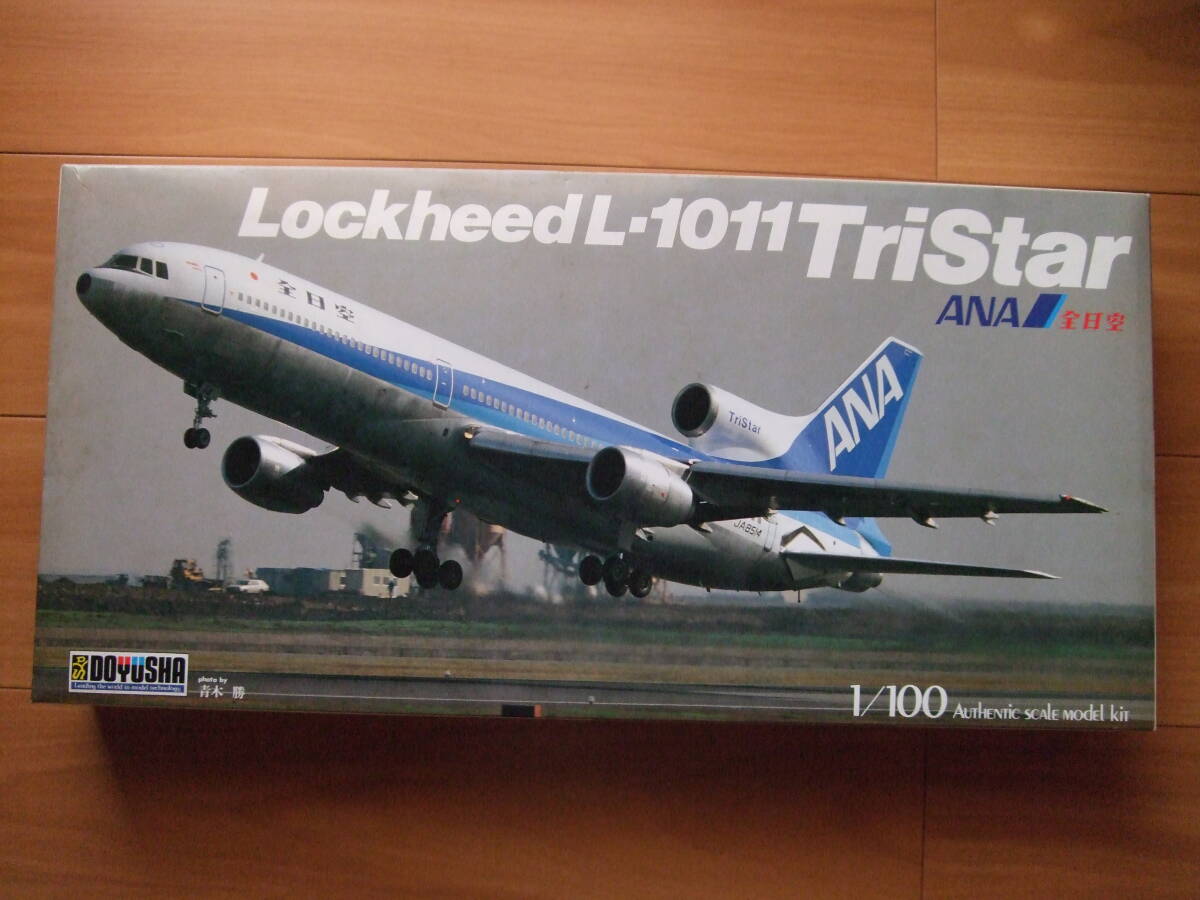 Lockheed L-1011 TriStar
ANA 全日空
全日空
TriStar
ANA
JA8514
DOYUSHA
Leading the world in model technology.
photo by
青木 勝
1/100 AUTHENTIC SCALE MODEL KIT